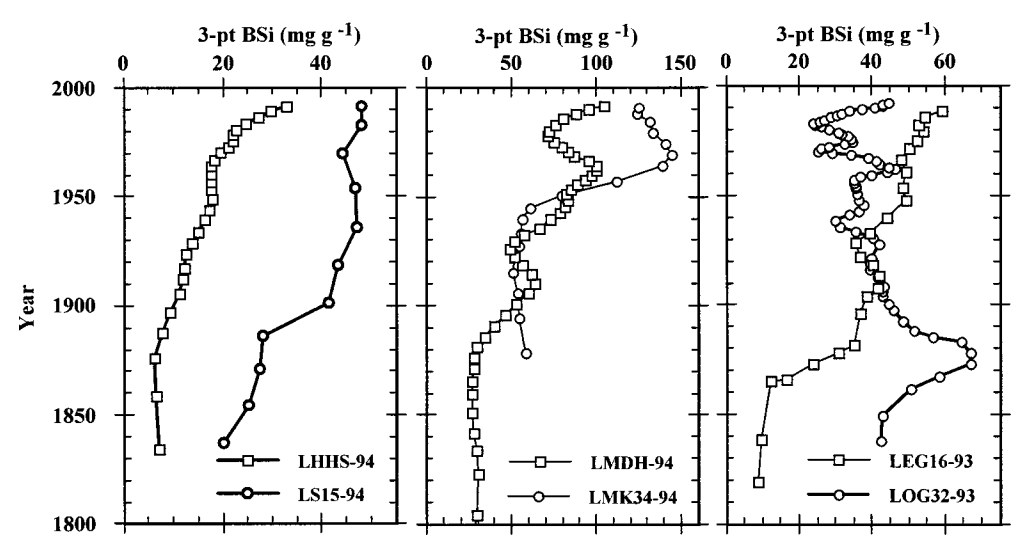 3-pt BSi (mg g -1) 3-pt BSi (mg g -1) 3-pt BSi (mg g -1)
0 20 40 0 50 100 150 0 20 40 60
2000
1950
1900
1850
1800
Year
LHHS-94
LS15-94
LMDH-94
LMK34-94
LEG16-93
LOG32-93